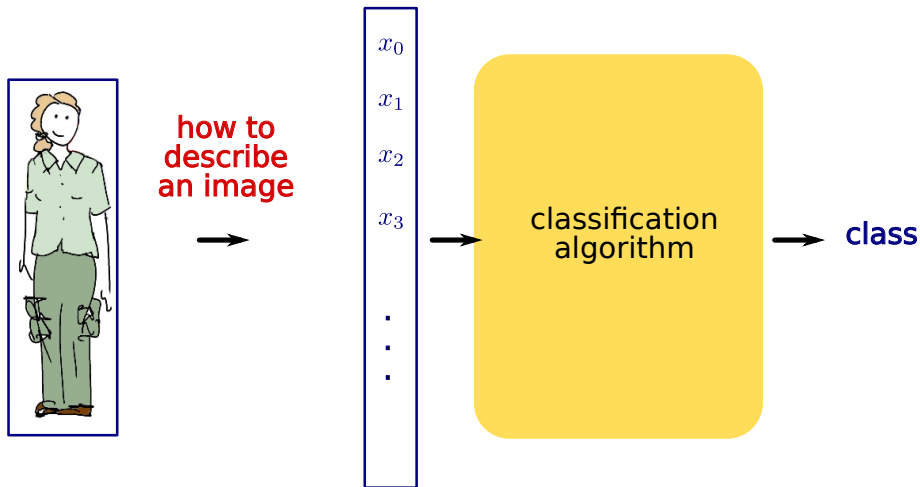 how to
describe
an image
x₀
x₁
x₂
x₃
.
.
.
classification
algorithm
class